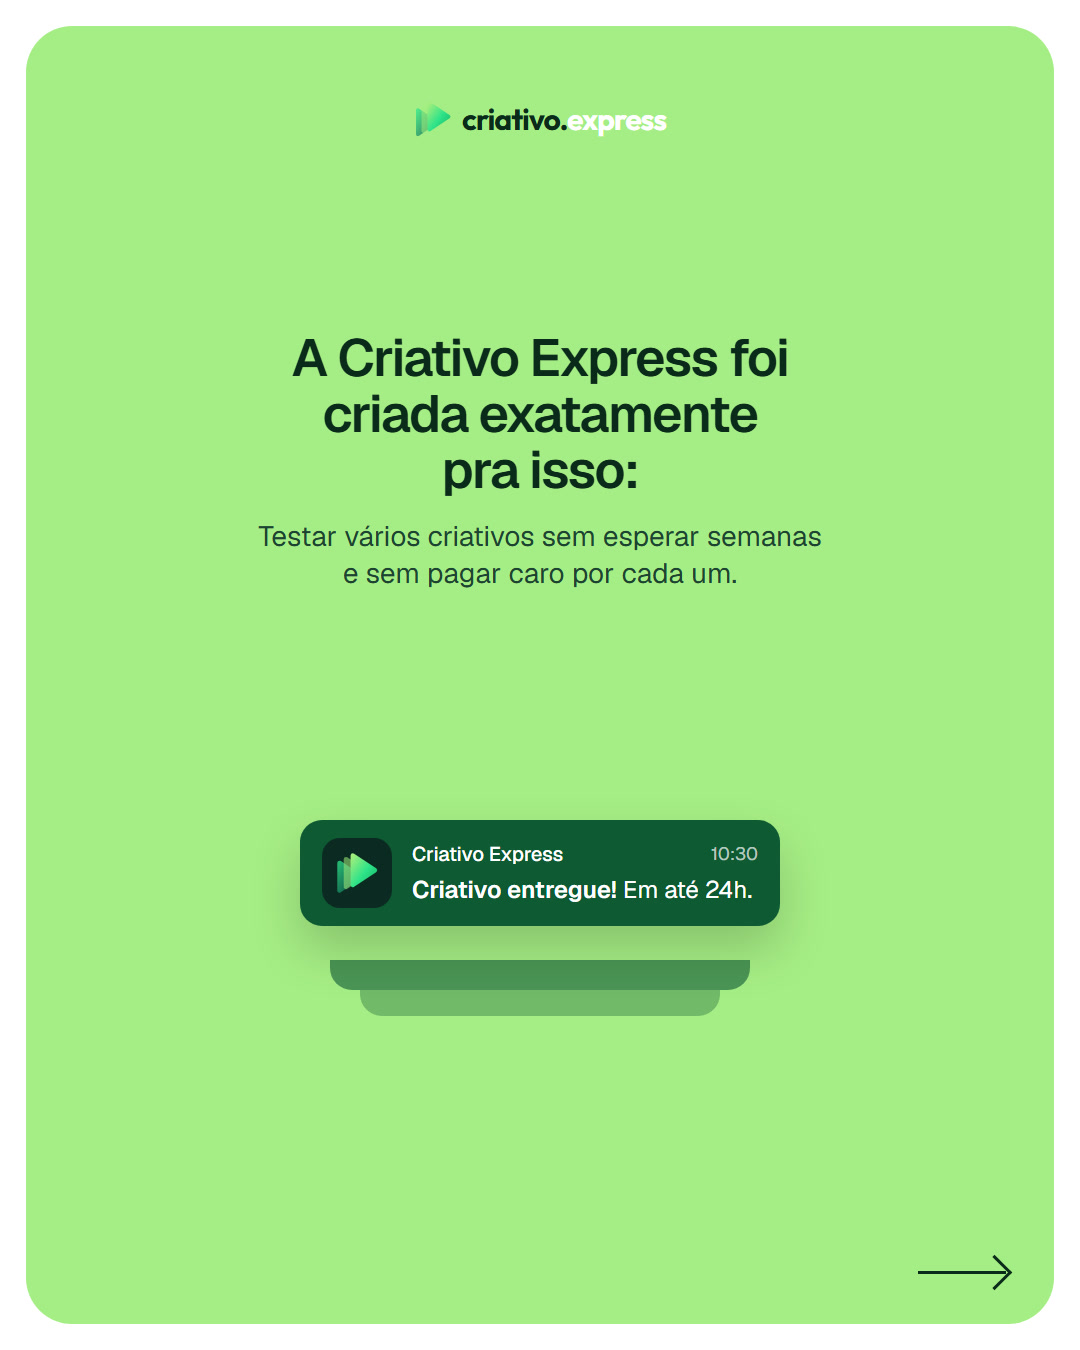 criativo.express
A Criativo Express foi
criada exatamente
pra isso:
Testar vários criativos sem esperar semanas
e sem pagar caro por cada um.
Criativo Express 10:30
Criativo entregue! Em até 24h.